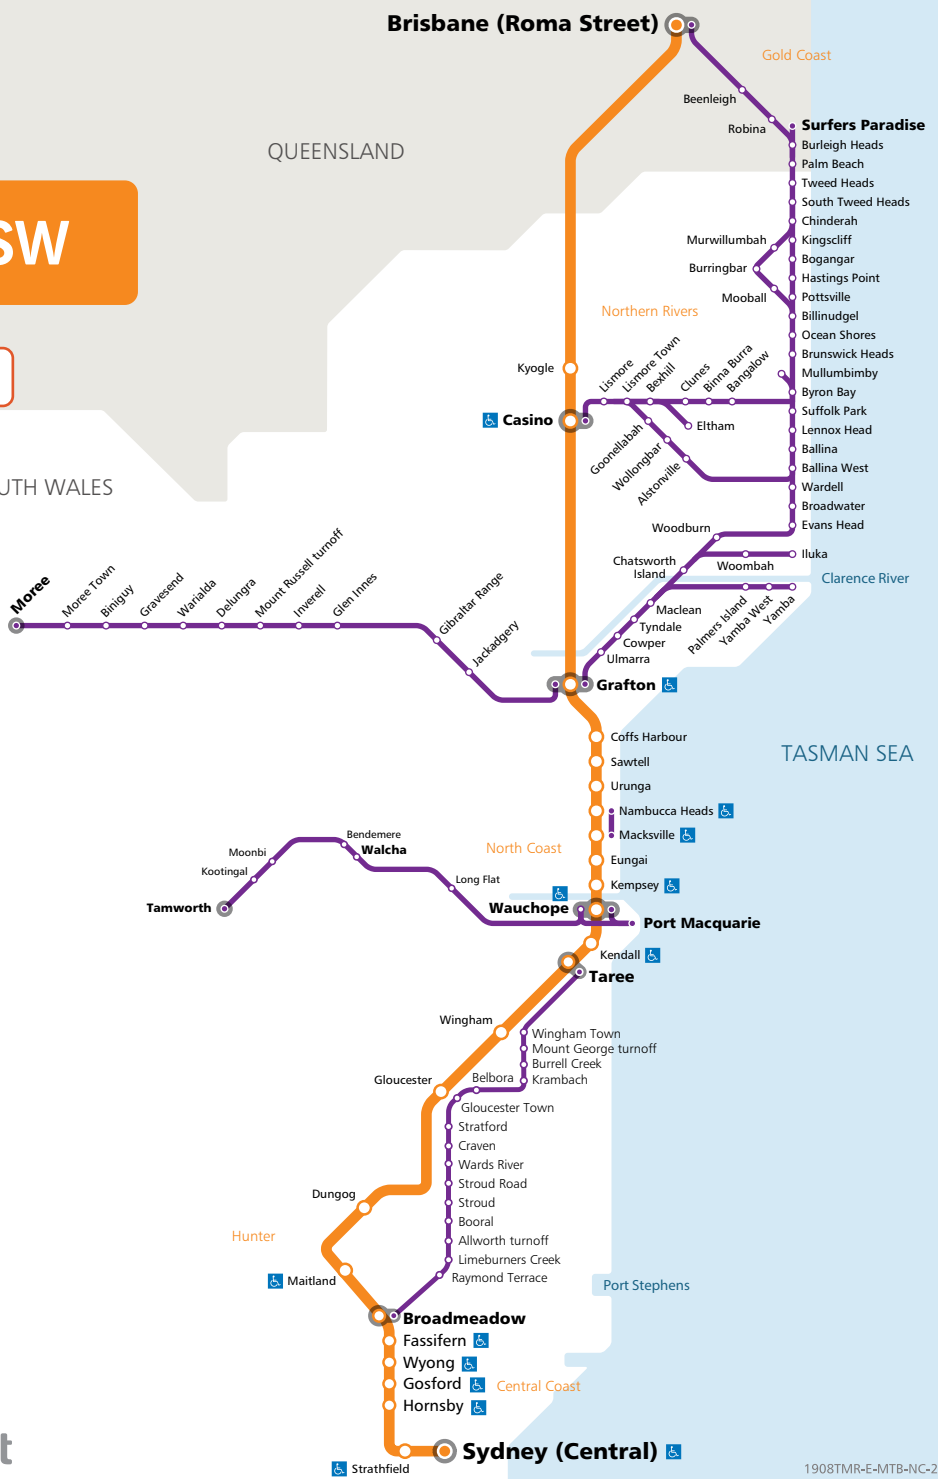 Brisbane (Roma Street)
Gold Coast
Beenleigh
Robina
Surfers Paradise
QUEENSLAND
Burleigh Heads
Palm Beach
Tweed Heads
South Tweed Heads
SW
Chinderah
Murwillumbah
Kingscliff
Bogangar
Burringbar
Hastings Point
Mooball
Pottsville
Northern Rivers
Billinudgel
Ocean Shores
Brunswick Heads
Kyogle
Lismore
Lismore Town
Bexhill
Clunes
Binna Burra
Bangalow
Mullumbimby
Byron Bay
Suffolk Park
Casino
Eltham
Lennox Head
Goonellabah
Wollongbar
Alstonville
Ballina
Ballina West
UTH WALES
Wardell
Broadwater
Evans Head
Woodburn
Iluka
Woombah
Chatsworth
Island
Clarence River
Moree
Moree Town
Biniguy
Gravesend
Warialda
Delungra
Mount Russell turnoff
Inverell
Glen Innes
Gibraltar Range
Jackadgery
Maclean
Tyndale
Cowper
Ulmarra
Palmers Island
Yamba West
Yamba
Grafton
Coffs Harbour
TASMAN SEA
Sawtell
Urunga
Nambucca Heads
Macksville
Bendemere
Walcha
Moonbi
Kootingal
North Coast
Eungai
Long Flat
Kempsey
Tamworth
Wauchope
Port Macquarie
Kendall
Taree
Wingham
Wingham Town
Mount George turnoff
Burrell Creek
Gloucester
Belbora
Krambach
Gloucester Town
Stratford
Craven
Wards River
Stroud Road
Dungog
Stroud
Booral
Hunter
Allworth turnoff
Limeburners Creek
Maitland
Raymond Terrace
Port Stephens
Broadmeadow
Fassifern
Wyong
Gosford
Central Coast
Hornsby
t
Sydney (Central)
Strathfield
1908TMR-E-MTB-NC-2